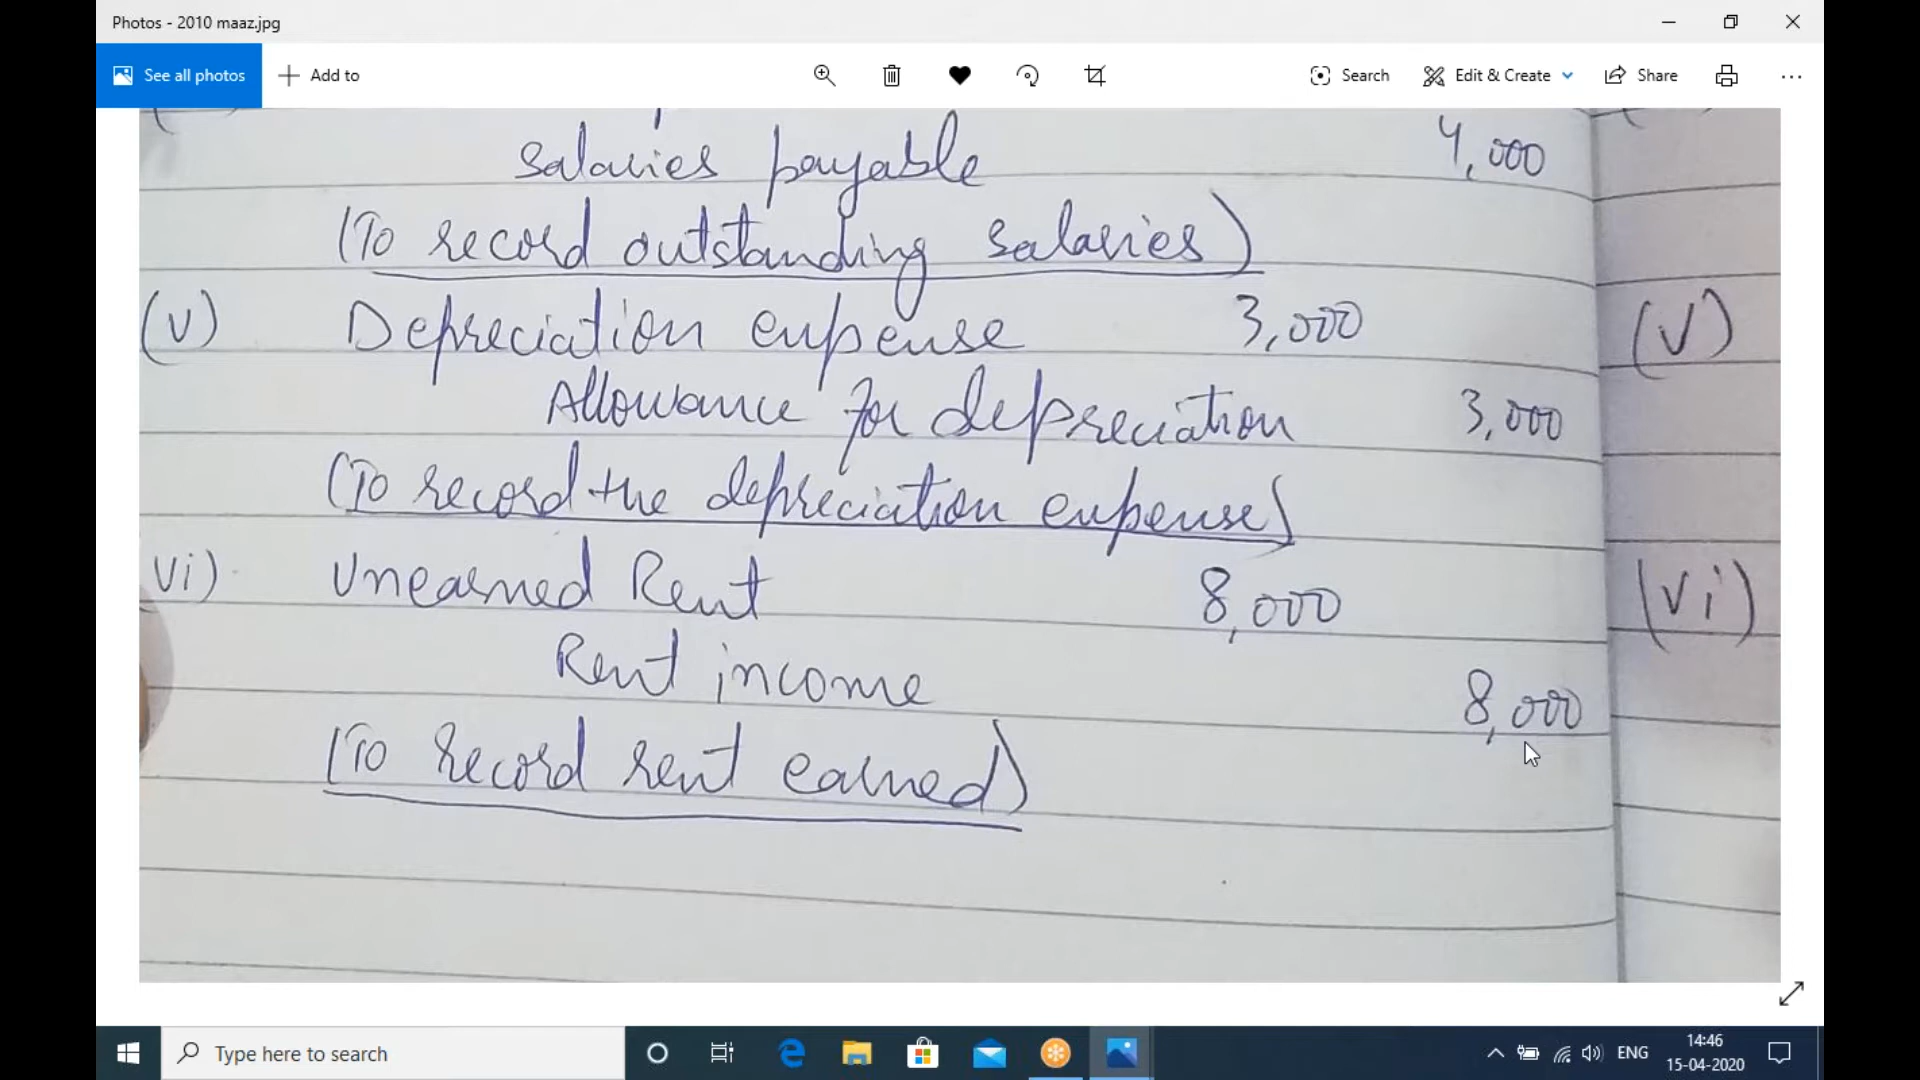 Photos - 2010 maaz.jpg
See all photos
Add to
Search
Edit & Create
Share
Salaries payable 4,000
(To record outstanding salaries)
(V) Depreciation expense 3,000 (V)
Allowance for depreciation 3,000
(To record the depreciation expense)
Vi) Unearned Rent 8,000 (Vi)
Rent income 8,000
(To record rent earned)
Type here to search
ENG
14:46
15-04-2020